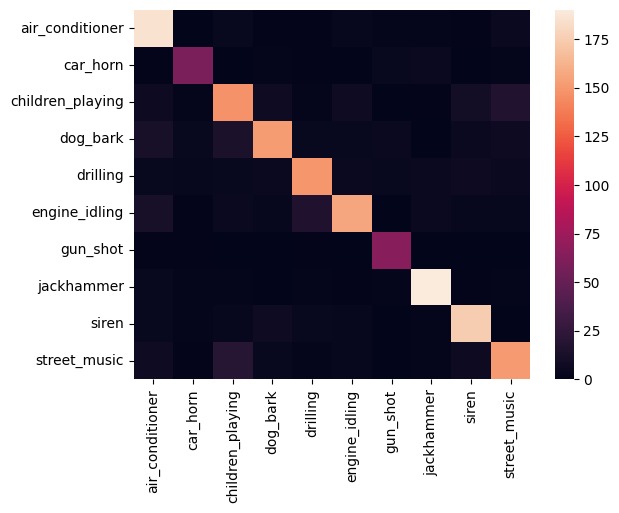 air_conditioner
car_horn
children_playing
dog_bark
drilling
engine_idling
gun_shot
jackhammer
siren
street_music
air_conditioner
car_horn
children_playing
dog_bark
drilling
engine_idling
gun_shot
jackhammer
siren
street_music
175
150
125
100
75
50
25
0